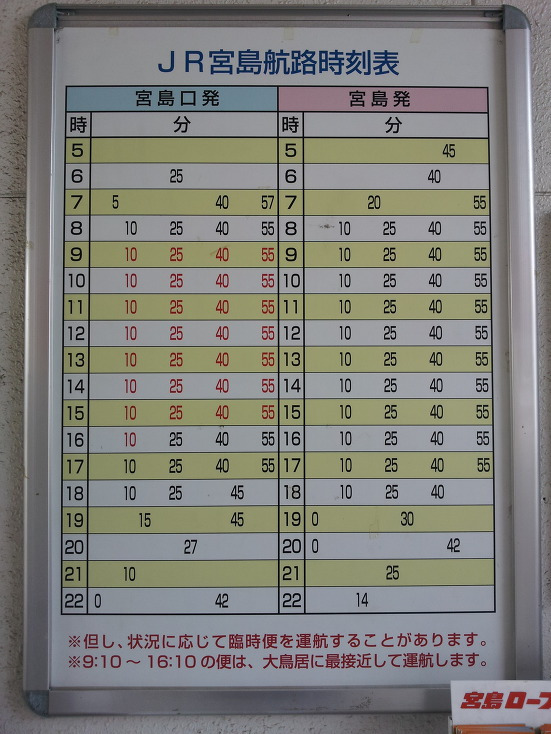 JR宮島航路時刻表
宮島口発 宮島発
時 分 時 分
5 5 45
6 25 6 40
7 5 40 57 7 20 55
8 10 25 40 55 8 10 25 40 55
9 10 25 40 55 9 10 25 40 55
10 10 25 40 55 10 10 25 40 55
11 10 25 40 55 11 10 25 40 55
12 10 25 40 55 12 10 25 40 55
13 10 25 40 55 13 10 25 40 55
14 10 25 40 55 14 10 25 40 55
15 10 25 40 55 15 10 25 40 55
16 10 25 40 55 16 10 25 40 55
17 10 25 40 55 17 10 25 40 55
18 10 25 45 18 10 25 40
19 15 45 19 0 30
20 27 20 0 42
21 10 21 25
22 0 42 22 14
※但し、状況に応じて臨時便を運航することがあります。
※9:10～16:10の便は、大鳥居に最接近して運航します。
宮島ロープ